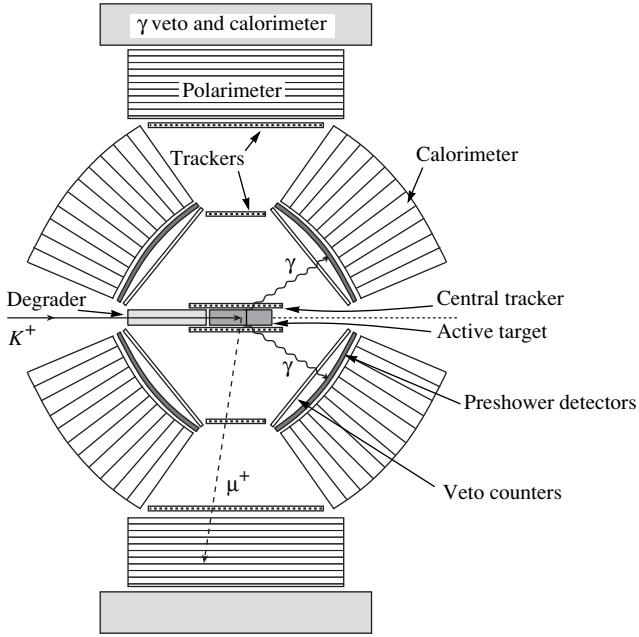 γ veto and calorimeter
Polarimeter
Trackers
Calorimeter
γ
Degrader
K⁺
Central tracker
Active target
γ
Preshower detectors
μ⁺
Veto counters